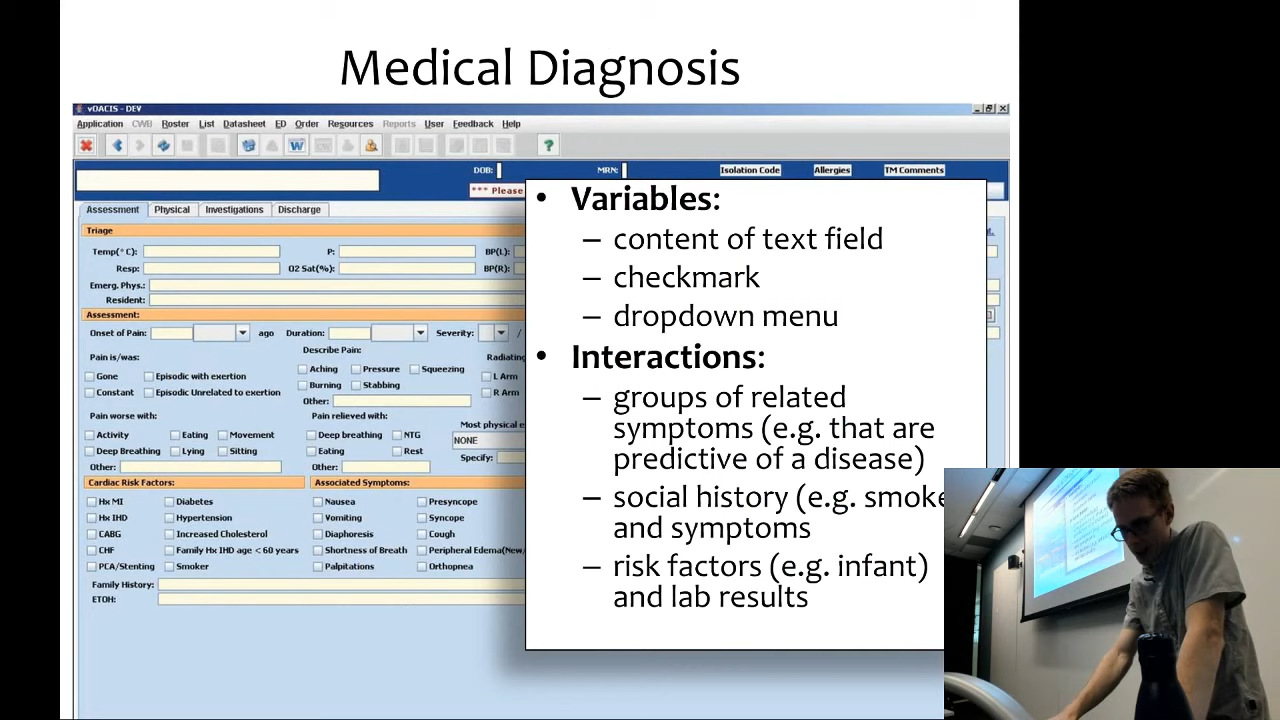 Medical Diagnosis
vOACIS - DEV
Application CWB Roster List Datasheet ED Order Resources Reports User Feedback Help
W
?
DOB: MRN: Isolation Code Allergies TM Comments
*** Please
Assessment Physical Investigations Discharge
Triage
Temp(° C): P: BP(L):
Resp: O2 Sat(%): BP(R):
Emerg. Phys.:
Resident:
Assessment:
Onset of Pain: ago Duration: Severity: /
Pain is/was: Describe Pain: Radiating
Gone Episodic with exertion Aching Pressure Squeezing L Arm
Constant Episodic Unrelated to exertion Burning Stabbing R Arm
Other:
Pain worse with: Pain relieved with: Most physical e
Activity Eating Movement Deep breathing NTG NONE
Deep Breathing Lying Sitting Eating Rest Specify:
Other: Other:
Cardiac Risk Factors: Associated Symptoms:
Hx MI Diabetes Nausea Presyncope
Hx IHD Hypertension Vomiting Syncope
CABG Increased Cholesterol Diaphoresis Cough
CHF Family Hx IHD age < 60 years Shortness of Breath Peripheral Edema(New/
PCA/Stenting Smoker Palpitations Orthopnea
Family History:
ETOH:
• Variables:
– content of text field
– checkmark
– dropdown menu
• Interactions:
– groups of related
symptoms (e.g. that are
predictive of a disease)
– social history (e.g. smoke
and symptoms
– risk factors (e.g. infant)
and lab results